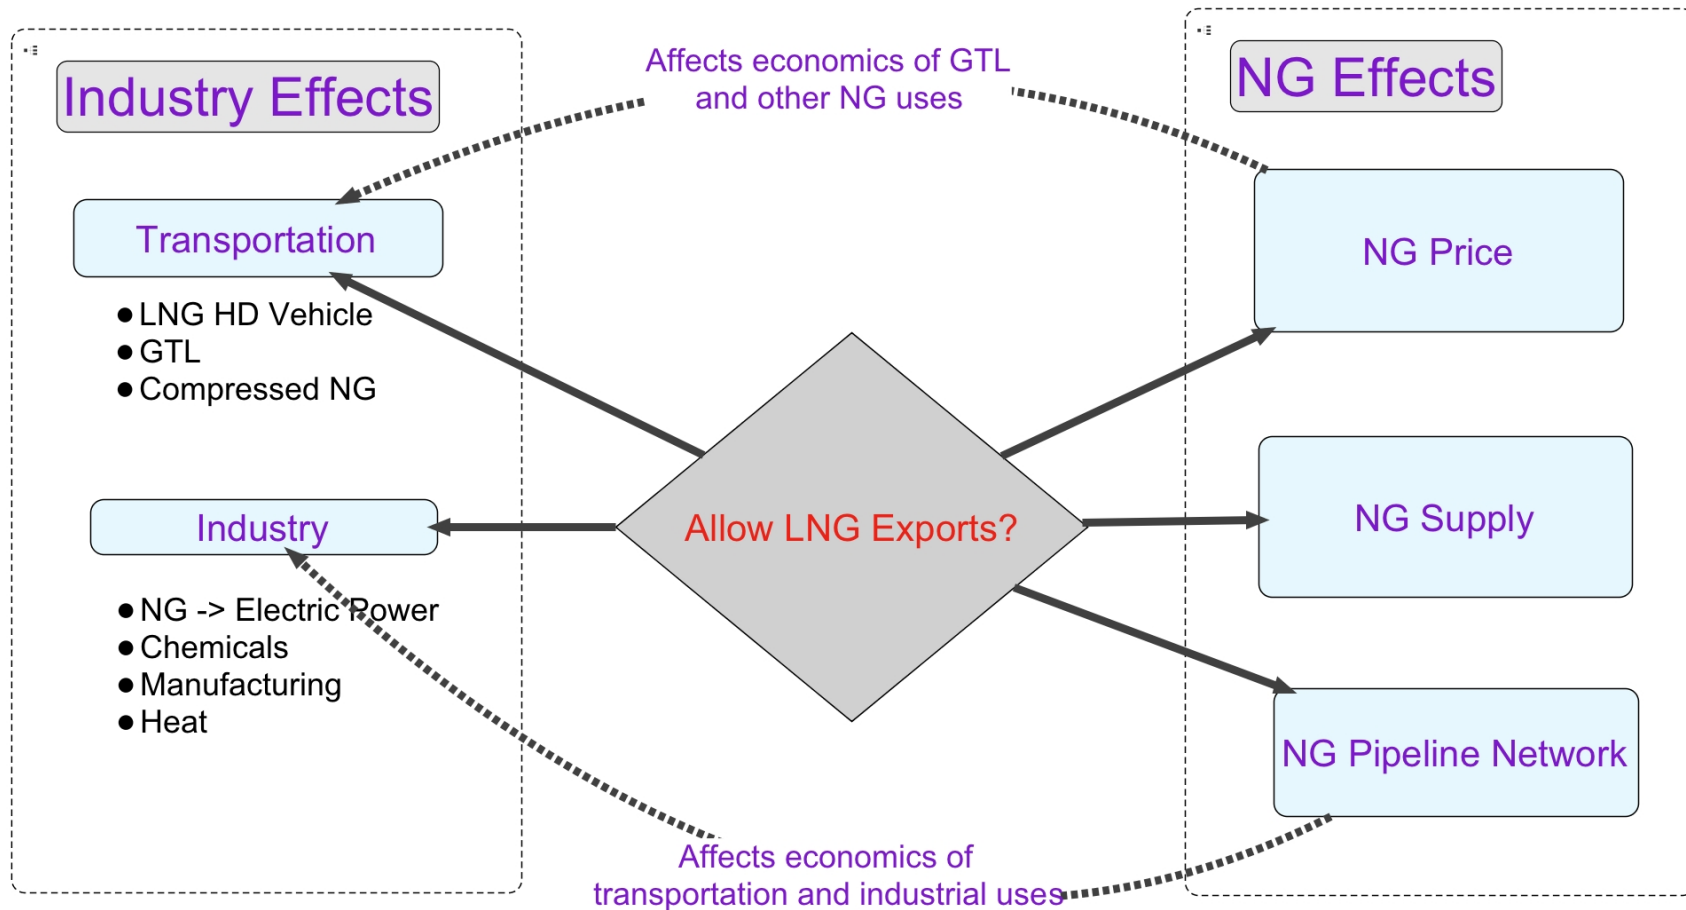 Industry Effects
Affects economics of GTL
and other NG uses
NG Effects
Transportation
● LNG HD Vehicle
● GTL
● Compressed NG
NG Price
Allow LNG Exports?
Industry
● NG -> Electric Power
● Chemicals
● Manufacturing
● Heat
NG Supply
NG Pipeline Network
Affects economics of
transportation and industrial uses